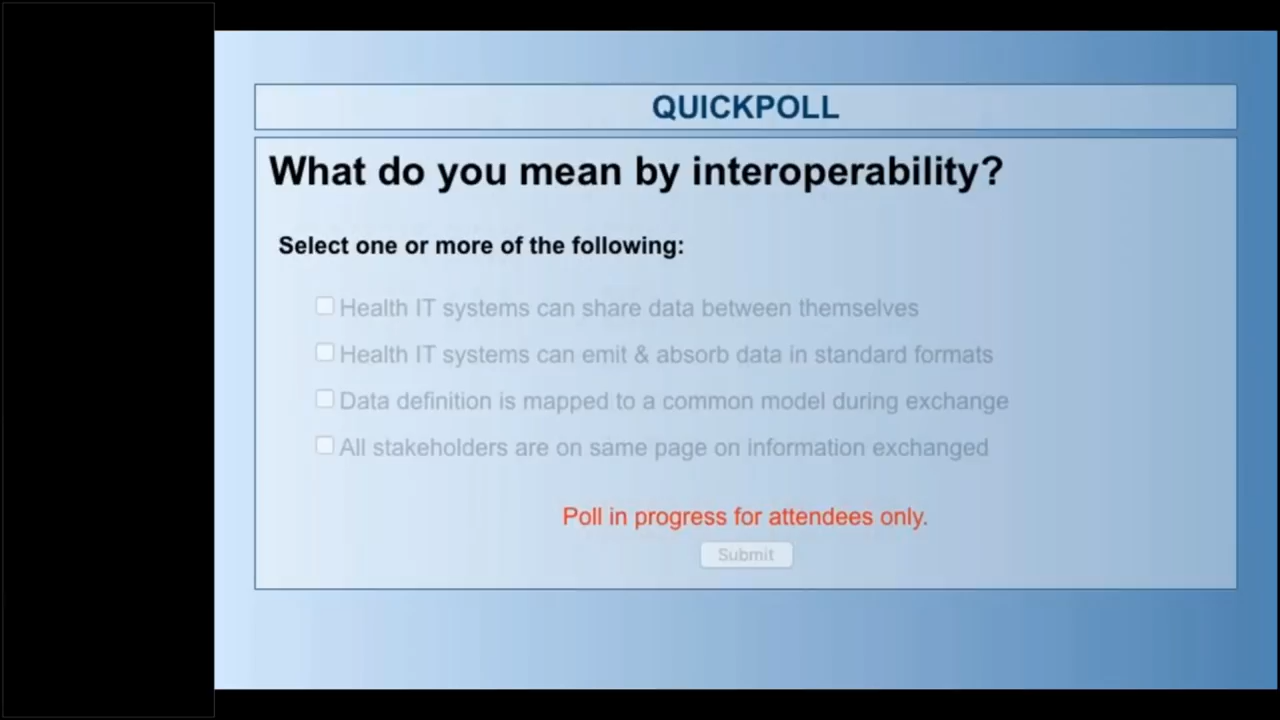 QUICKPOLL
What do you mean by interoperability?
Select one or more of the following:
Health IT systems can share data between themselves
Health IT systems can emit & absorb data in standard formats
Data definition is mapped to a common model during exchange
All stakeholders are on same page on information exchanged
Poll in progress for attendees only.
Submit